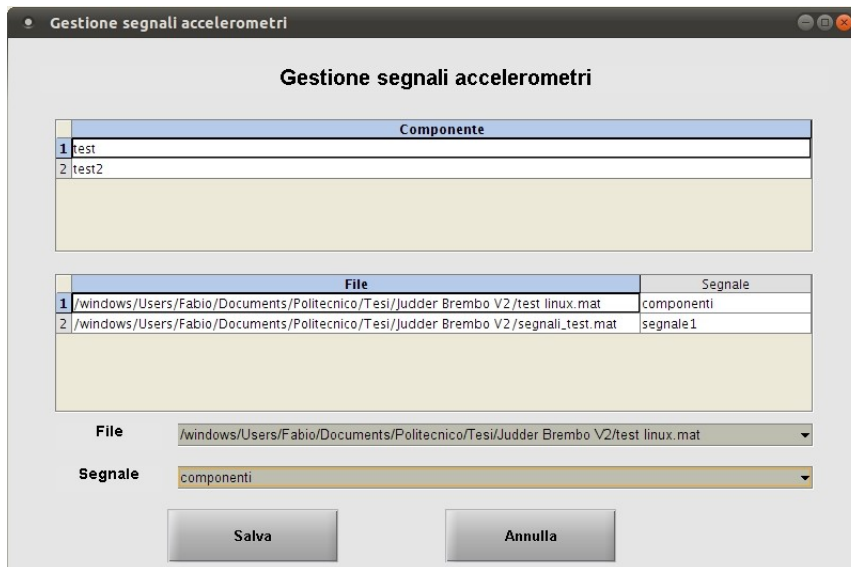 Gestione segnali accelerometri
Gestione segnali accelerometri
Componente
1 test
2 test2
File Segnale
1 /windows/Users/Fabio/Documents/Politecnico/Tesi/Judder Brembo V2/test linux.mat componenti
2 /windows/Users/Fabio/Documents/Politecnico/Tesi/Judder Brembo V2/segnali_test.mat segnale1
File /windows/Users/Fabio/Documents/Politecnico/Tesi/Judder Brembo V2/test linux.mat
Segnale componenti
Salva Annulla